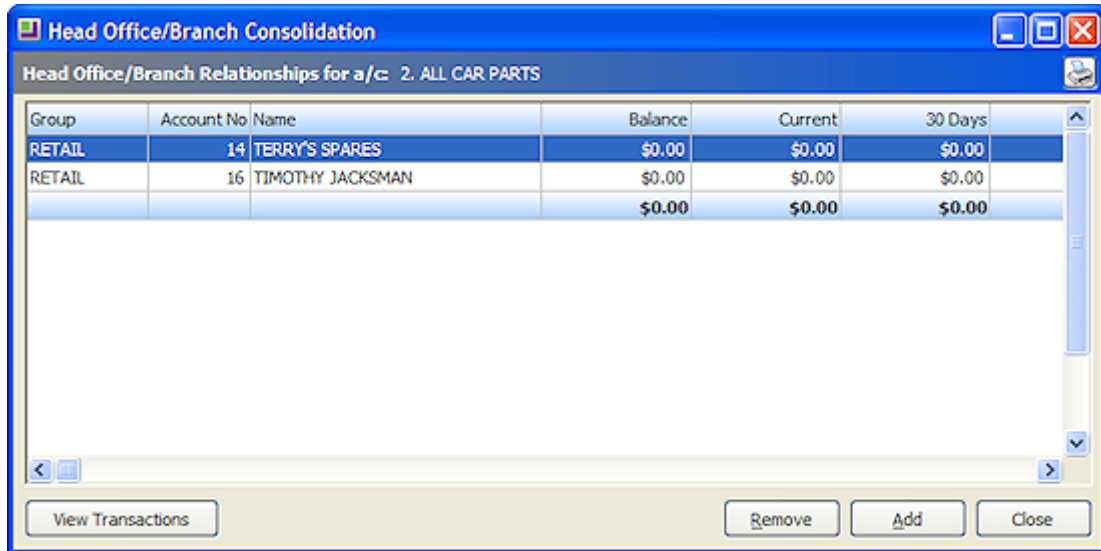 Head Office/Branch Consolidation
Head Office/Branch Relationships for a/c: 2. ALL CAR PARTS
Group Account No Name Balance Current 30 Days
RETAIL 14 TERRY'S SPARES $0.00 $0.00 $0.00
RETAIL 16 TIMOTHY JACKSMAN $0.00 $0.00 $0.00
$0.00 $0.00 $0.00
View Transactions Remove Add Close